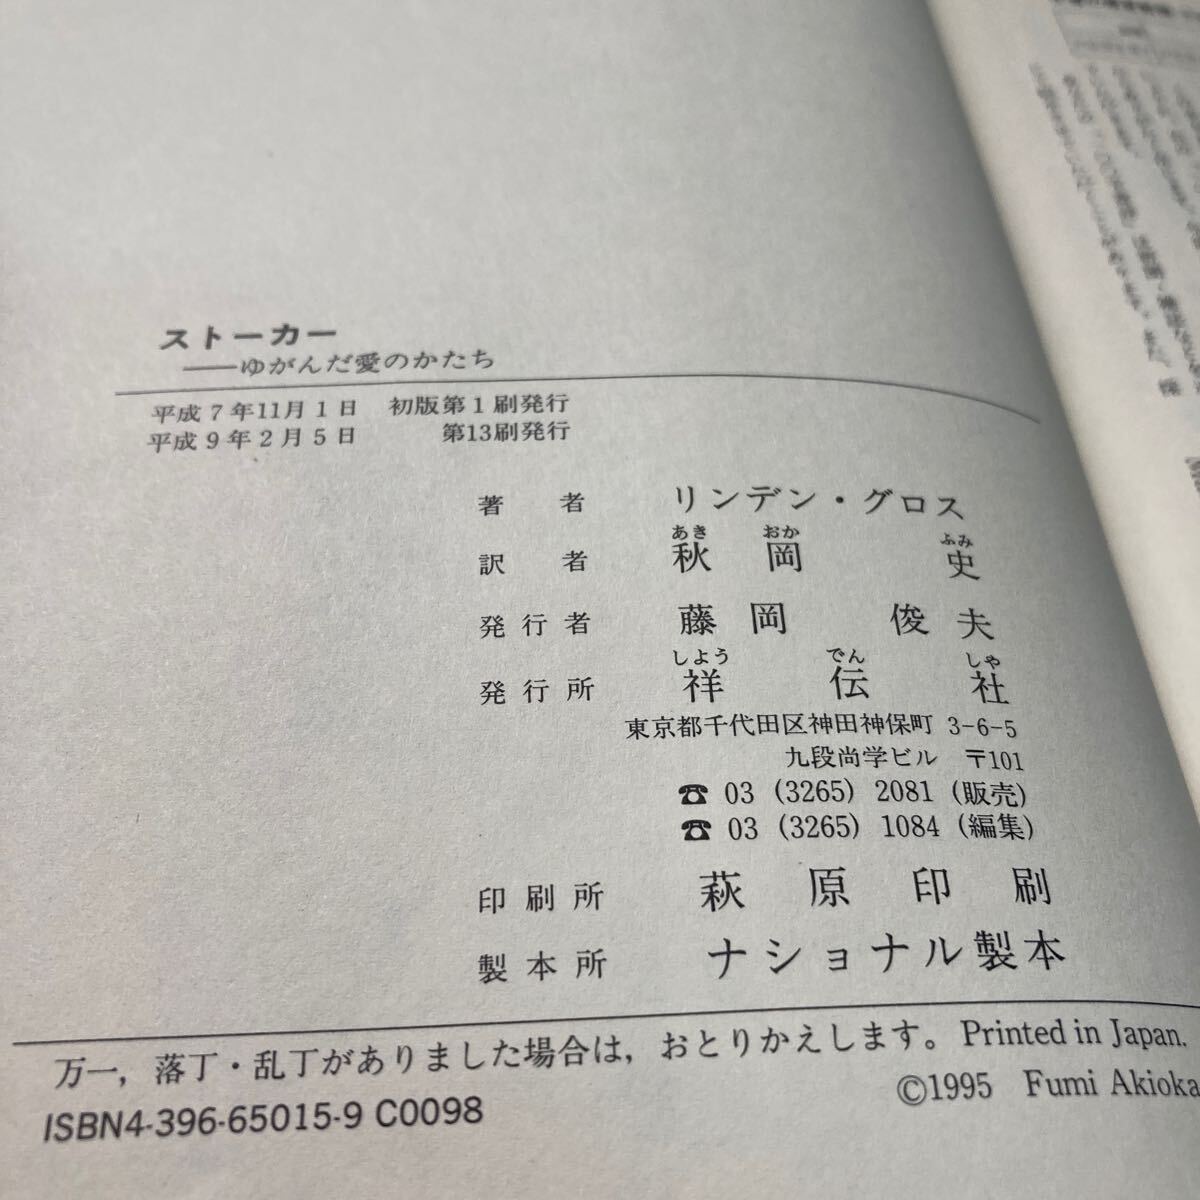 ストーカー
——ゆがんだ愛のかたち
平成7年11月1日 初版第1刷発行
平成9年2月5日 第13刷発行
著者 リンデン・グロス
あき おか ふみ
訳者 秋岡 史
発行者 藤岡 俊夫
しよう でん しゃ
発行所 祥伝社
東京都千代田区神田神保町 3-6-5
九段尚学ビル 〒101
☎ 03 (3265) 2081 (販売)
☎ 03 (3265) 1084 (編集)
印刷所 萩原印刷
製本所 ナショナル製本
万一,落丁・乱丁がありました場合は,おとりかえします。 Printed in Japan.
ISBN4-396-65015-9 C0098
©1995 Fumi Akioka